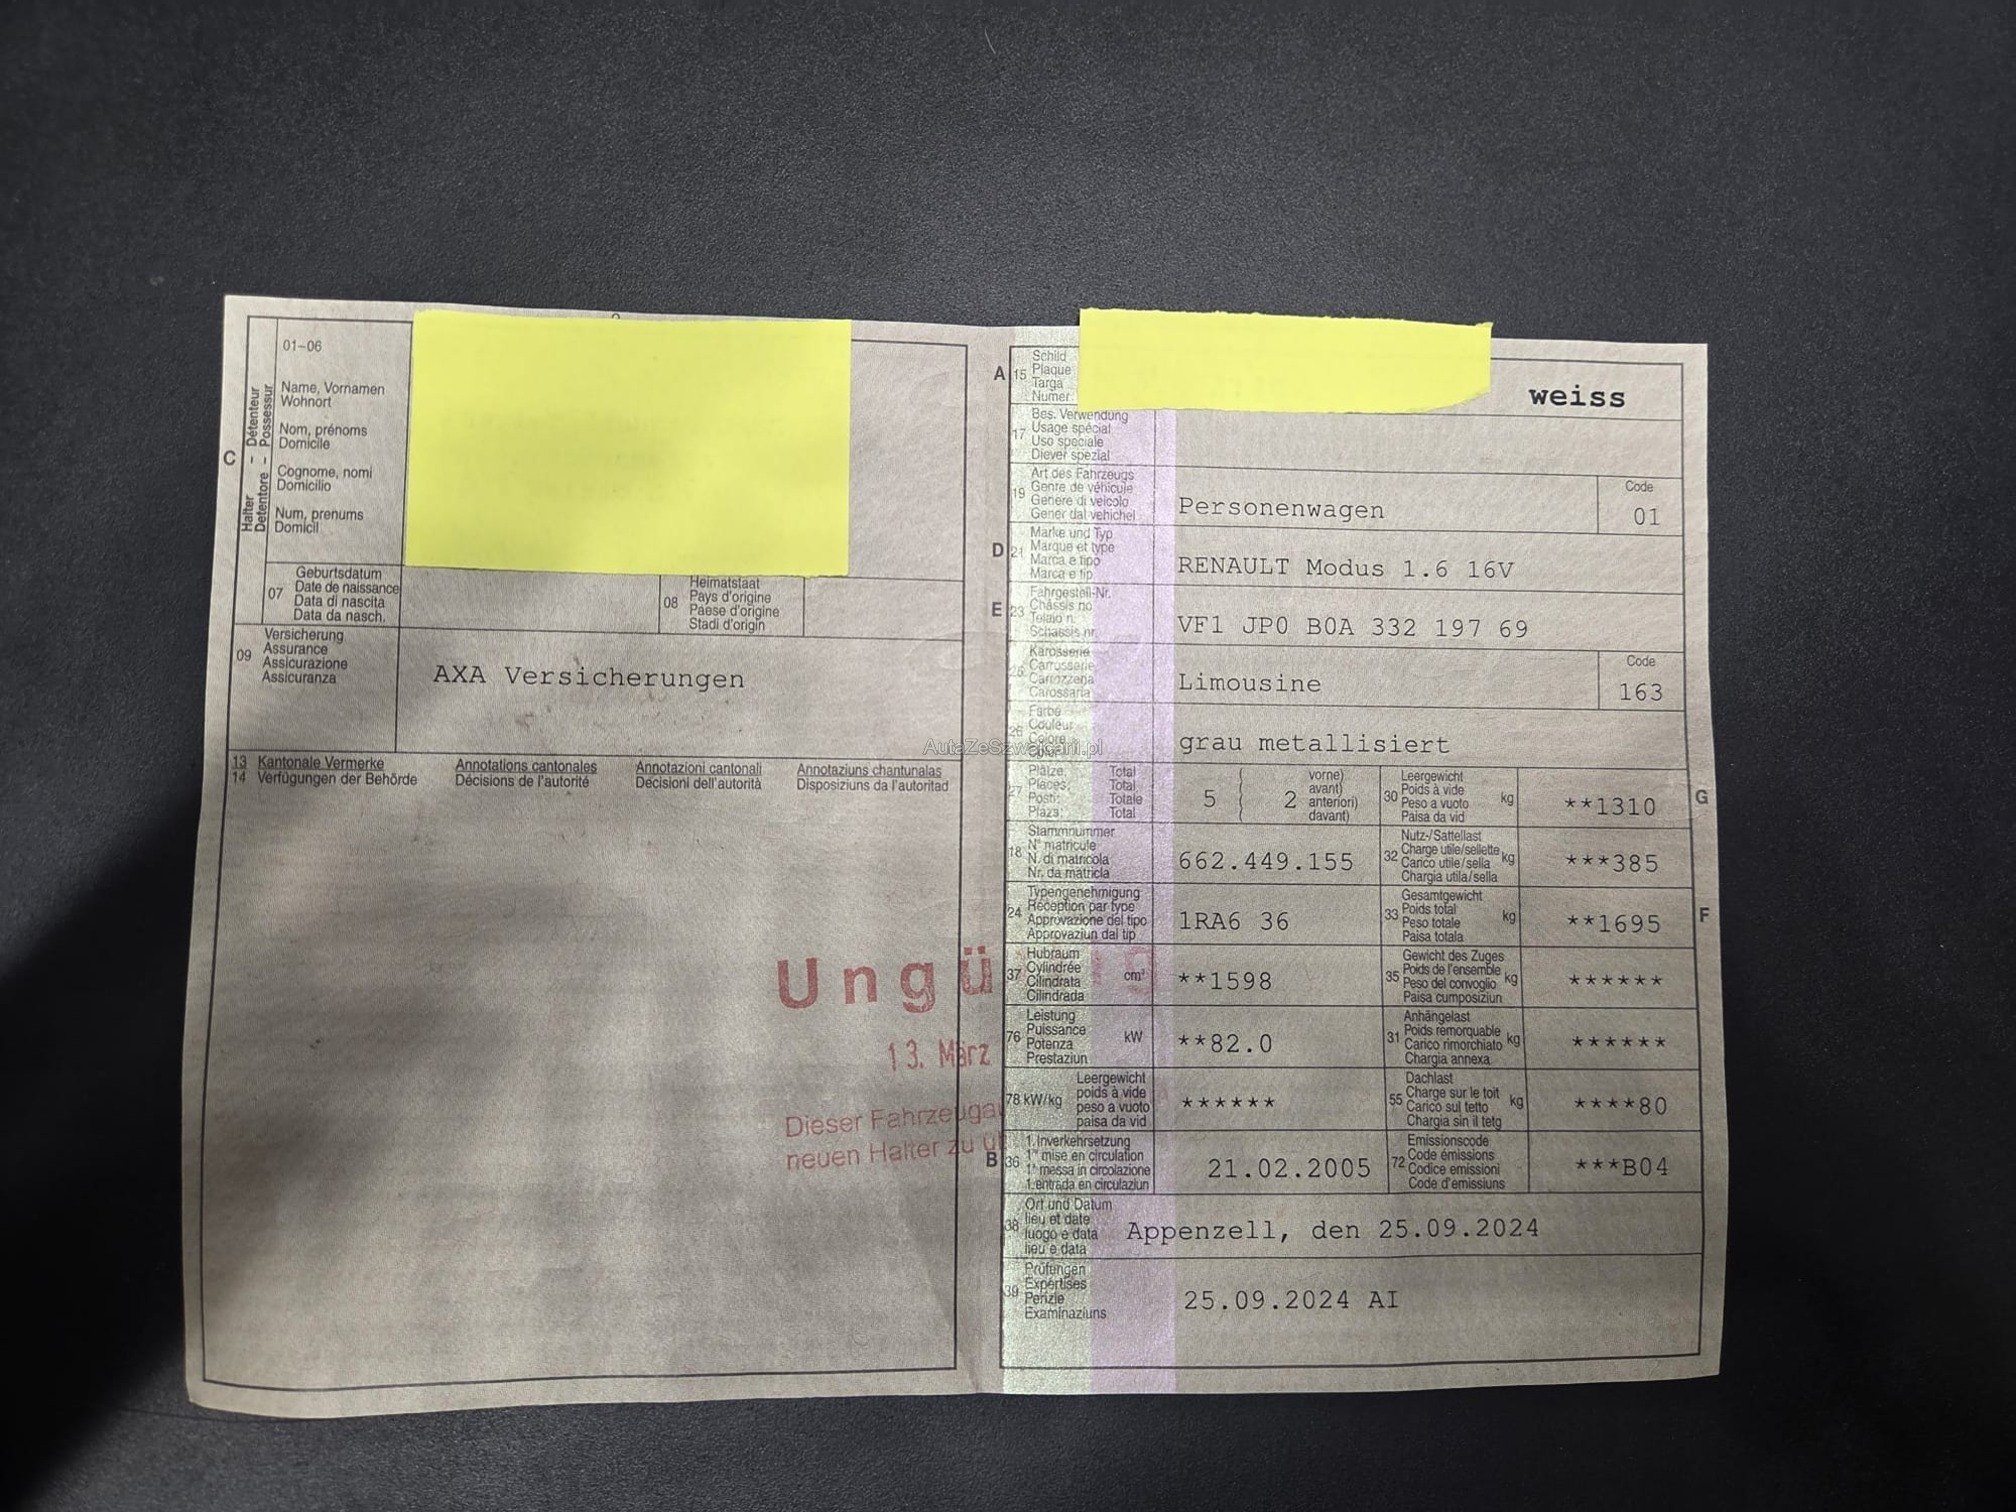 01–06
Name, Vornamen
Wohnort
Nom, prénoms
Domicile
Cognome, nomi
Domicilio
Num, prenums
Domicil
C
Halter – Détenteur
Detentore – Possessur
07
Geburtsdatum
Date de naissance
Data di nascita
Data da nasch.
08
Heimatstaat
Pays d'origine
Paese d'origine
Stadi d'origin
09
Versicherung
Assurance
Assicurazione
Assicuranza
AXA Versicherungen
13 Kantonale Vermerke Annotations cantonales Annotazioni cantonali Annotaziuns chantunalas
14 Verfügungen der Behörde Décisions de l'autorité Decisioni dell'autorità Disposiziuns da l'autoritad
Ungü
13. März
Dieser Fahrzeuga
neuen Halter zu ü
A 15
Schild
Plaque
Targa
Numer
weiss
17
Bes. Verwendung
Usage spécial
Uso speciale
Diever spezial
19
Art des Fahrzeugs
Genre de véhicule
Genere di veicolo
Gener dal vehichel
Personenwagen
Code
01
D 21
Marke und Typ
Marque et type
Marca e tipo
Marca e tip
RENAULT Modus 1.6 16V
E 23
Fahrgestell-Nr.
Châssis no
Telaio n.
Schassis nr.
VF1 JP0 B0A 332 197 69
25
Karosserie
Carrosserie
Carrozzeria
Carossaria
Limousine
Code
163
26
Farbe
Couleur
Colore
grau metallisiert
AutaZeSzwajcarii.pl
27
Plätze: Total
Places: Total
Posti: Totale
Plaza: Total
5 { 2
vorne)
avant)
anteriori)
davant)
30
Leergewicht
Poids à vide
Peso a vuoto
Paisa da vid
kg
**1310
G
18
Stammnummer
N° matricule
N. di matricola
Nr. da matricla
662.449.155
32
Nutz-/Sattellast
Charge utile/sellette
Carico utile/sella
Chargia utila/sella
kg
***385
24
Typengenehmigung
Réception par type
Approvazione del tipo
Approvaziun dal tip
1RA6 36
33
Gesamtgewicht
Poids total
Peso totale
Paisa totala
kg
**1695
F
37
Hubraum
Cylindrée
Cilindrata
Cilindrada
cm³
**1598
35
Gewicht des Zuges
Poids de l'ensemble
Peso del convoglio
Paisa cumposiziun
kg
******
76
Leistung
Puissance
Potenza
Prestaziun
kW
**82.0
31
Anhängelast
Poids remorquable
Carico rimorchiato
Chargia annexa
kg
******
78 kW/kg
Leergewicht
poids à vide
peso a vuoto
paisa da vid
******
55
Dachlast
Charge sur le toit
Carico sul tetto
Chargia sin il tetg
kg
****80
B 36
1. Inverkehrsetzung
1re mise en circulation
1a messa in circolazione
1. entrada en circulaziun
21.02.2005
72
Emissionscode
Code émissions
Codice emissioni
Code d'emissiuns
***B04
38
Ort und Datum
lieu et date
luogo e data
lieu e data
Appenzell, den 25.09.2024
39
Prüfungen
Expertises
Perizie
Examinaziuns
25.09.2024 AI